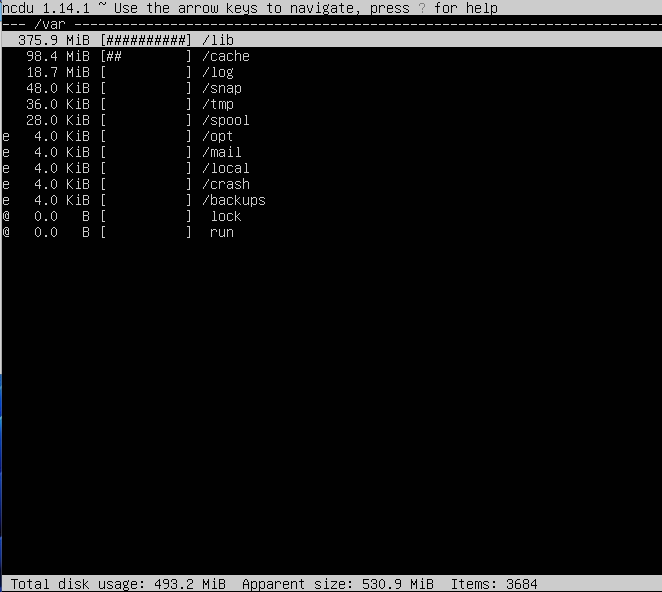 ncdu 1.14.1 ~ Use the arrow keys to navigate, press ? for help
--- /var --------------------------------------------------------------------------
  375.9 MiB [##########] /lib
   98.4 MiB [##        ] /cache
   18.7 MiB [          ] /log
   48.0 KiB [          ] /snap
   36.0 KiB [          ] /tmp
   28.0 KiB [          ] /spool
e   4.0 KiB [          ] /opt
e   4.0 KiB [          ] /mail
e   4.0 KiB [          ] /local
e   4.0 KiB [          ] /crash
e   4.0 KiB [          ] /backups
@   0.0   B [          ]  lock
@   0.0   B [          ]  run
Total disk usage: 493.2 MiB  Apparent size: 530.9 MiB  Items: 3684